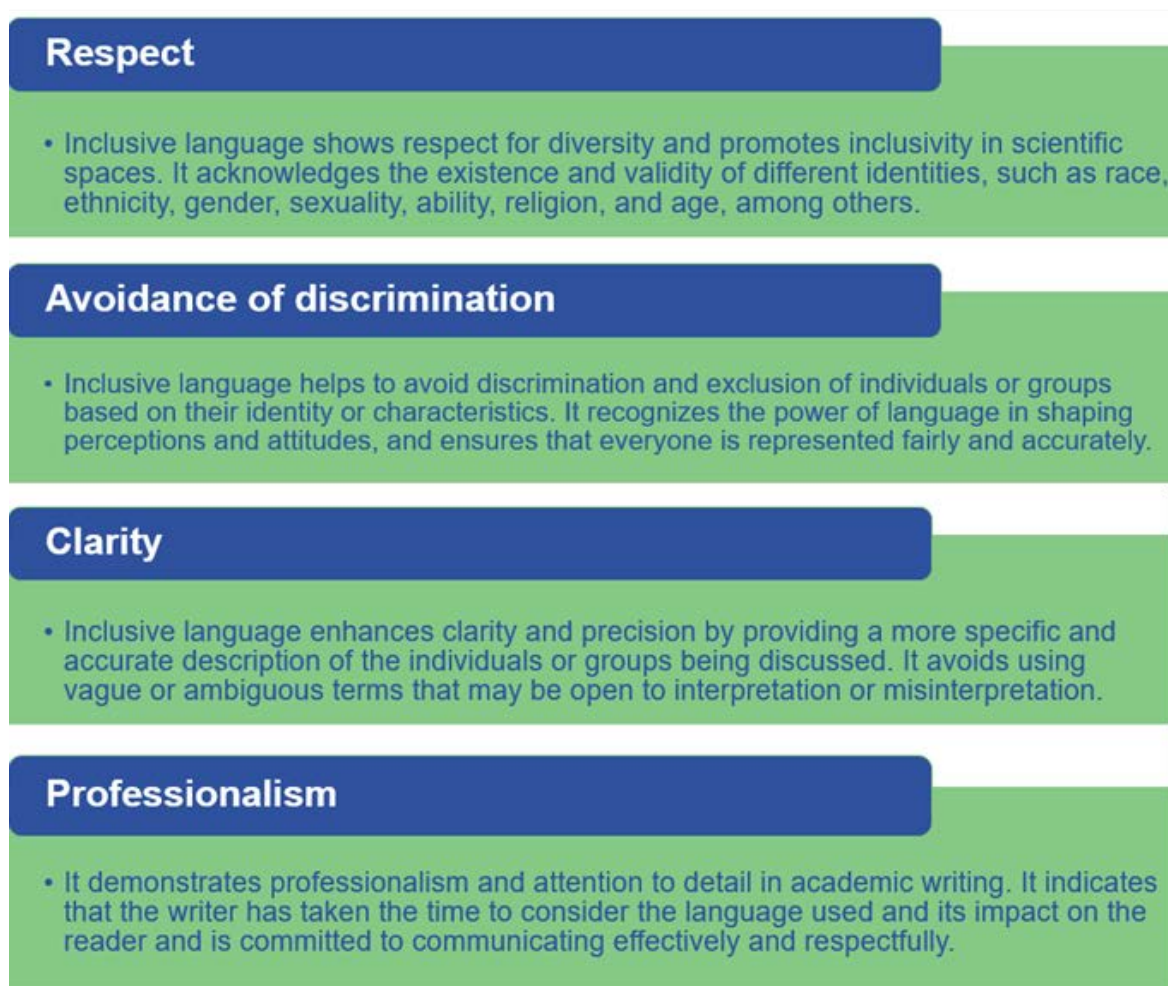 Respect
• Inclusive language shows respect for diversity and promotes inclusivity in scientific
spaces. It acknowledges the existence and validity of different identities, such as race,
ethnicity, gender, sexuality, ability, religion, and age, among others.
Avoidance of discrimination
• Inclusive language helps to avoid discrimination and exclusion of individuals or groups
based on their identity or characteristics. It recognizes the power of language in shaping
perceptions and attitudes, and ensures that everyone is represented fairly and accurately.
Clarity
• Inclusive language enhances clarity and precision by providing a more specific and
accurate description of the individuals or groups being discussed. It avoids using
vague or ambiguous terms that may be open to interpretation or misinterpretation.
Professionalism
• It demonstrates professionalism and attention to detail in academic writing. It indicates
that the writer has taken the time to consider the language used and its impact on the
reader and is committed to communicating effectively and respectfully.